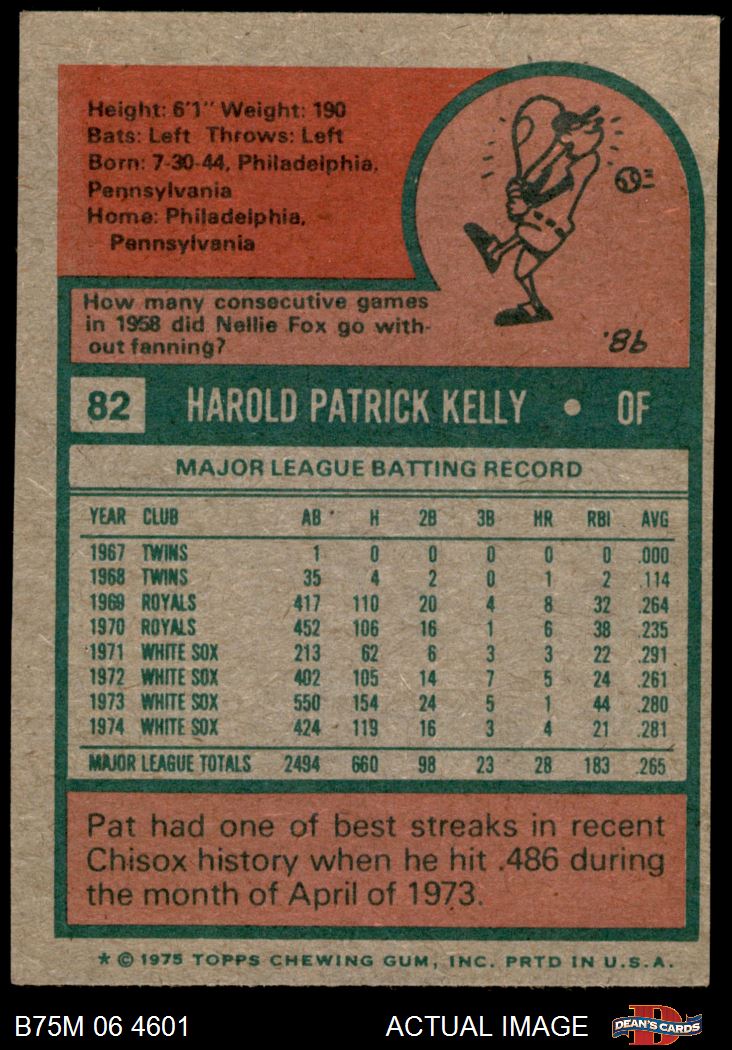 Height: 6'1" Weight: 190
Bats: Left Throws: Left
Born: 7-30-44, Philadelphia,
Pennsylvania
Home: Philadelphia,
Pennsylvania
How many consecutive games
in 1958 did Nellie Fox go with-
out fanning?
98.
82 HAROLD PATRICK KELLY • OF
MAJOR LEAGUE BATTING RECORD
YEAR CLUB AB H 2B 3B HR RBI AVG
1967 TWINS 1 0 0 0 0 0 .000
1968 TWINS 35 4 2 0 1 2 .114
1969 ROYALS 417 110 20 4 8 32 .264
1970 ROYALS 452 106 16 1 6 38 .235
1971 WHITE SOX 213 62 6 3 3 22 .291
1972 WHITE SOX 402 105 14 7 5 24 .261
1973 WHITE SOX 550 154 24 5 1 44 .280
1974 WHITE SOX 424 119 16 3 4 21 .281
MAJOR LEAGUE TOTALS 2494 660 98 23 28 183 .265
Pat had one of best streaks in recent
Chisox history when he hit .486 during
the month of April of 1973.
* © 1975 TOPPS CHEWING GUM, INC. PRTD IN U.S.A.
B75M 06 4601 ACTUAL IMAGE D DEAN'S CARDS